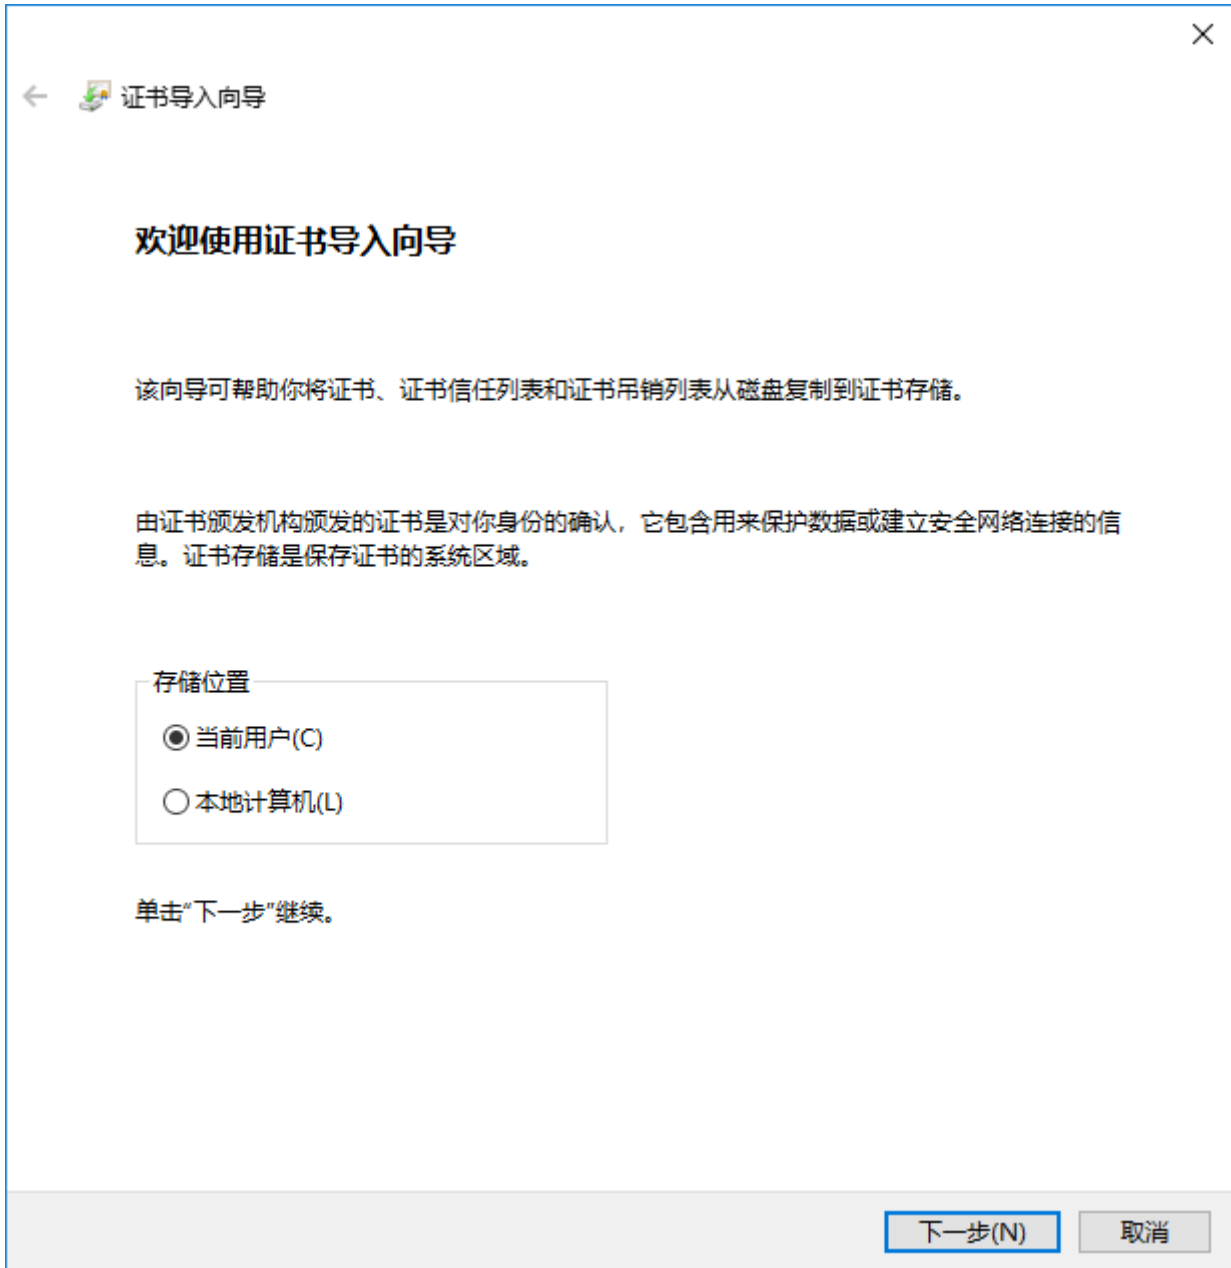 证书导入向导
欢迎使用证书导入向导
该向导可帮助你将证书、证书信任列表和证书吊销列表从磁盘复制到证书存储。
由证书颁发机构颁发的证书是对你身份的确认，它包含用来保护数据或建立安全网络连接的信
息。证书存储是保存证书的系统区域。
存储位置
当前用户(C)
本地计算机(L)
单击“下一步”继续。
下一步(N)
取消